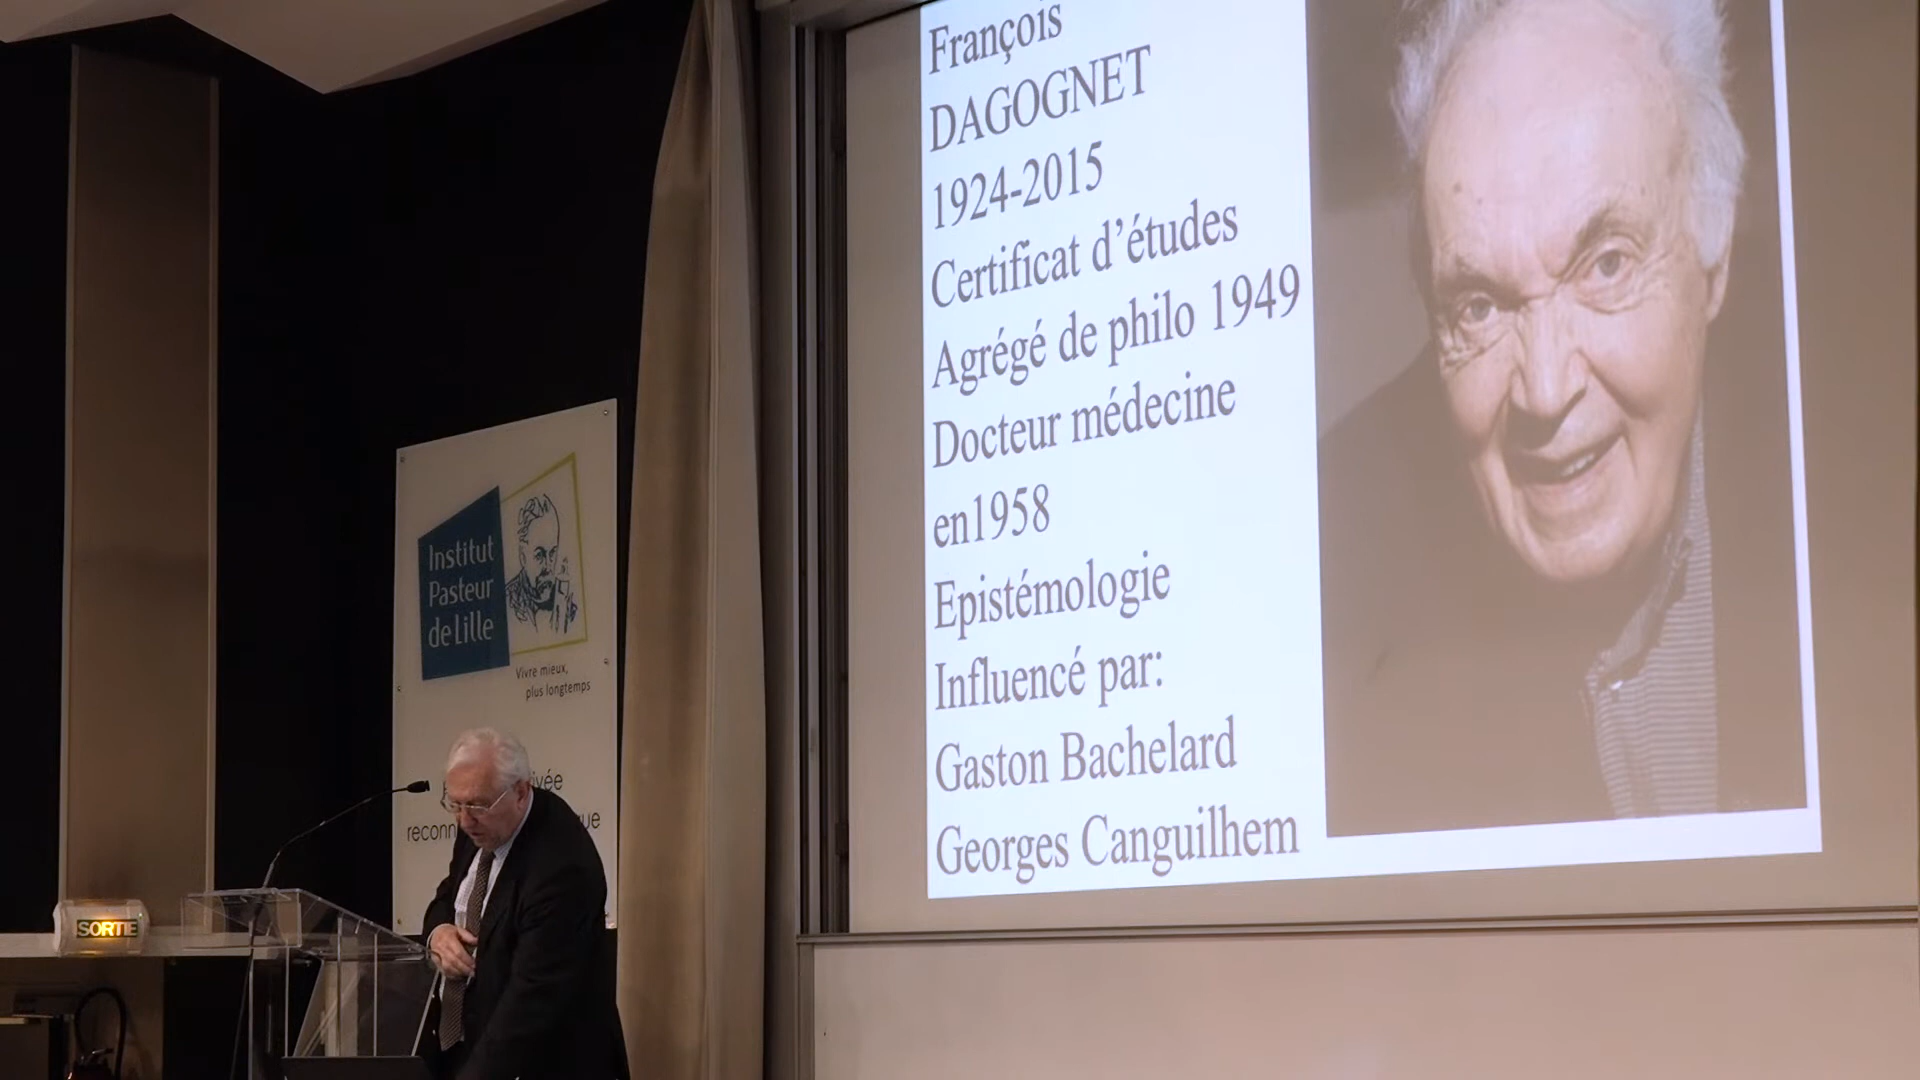 François
DAGOGNET
1924-2015
Certificat d’études
Agrégé de philo 1949
Docteur médecine
en1958
Epistémologie
Influencé par:
Gaston Bachelard
Georges Canguilhem
Institut
Pasteur
de Lille
Vivre mieux,
plus longtemps
SORTIE